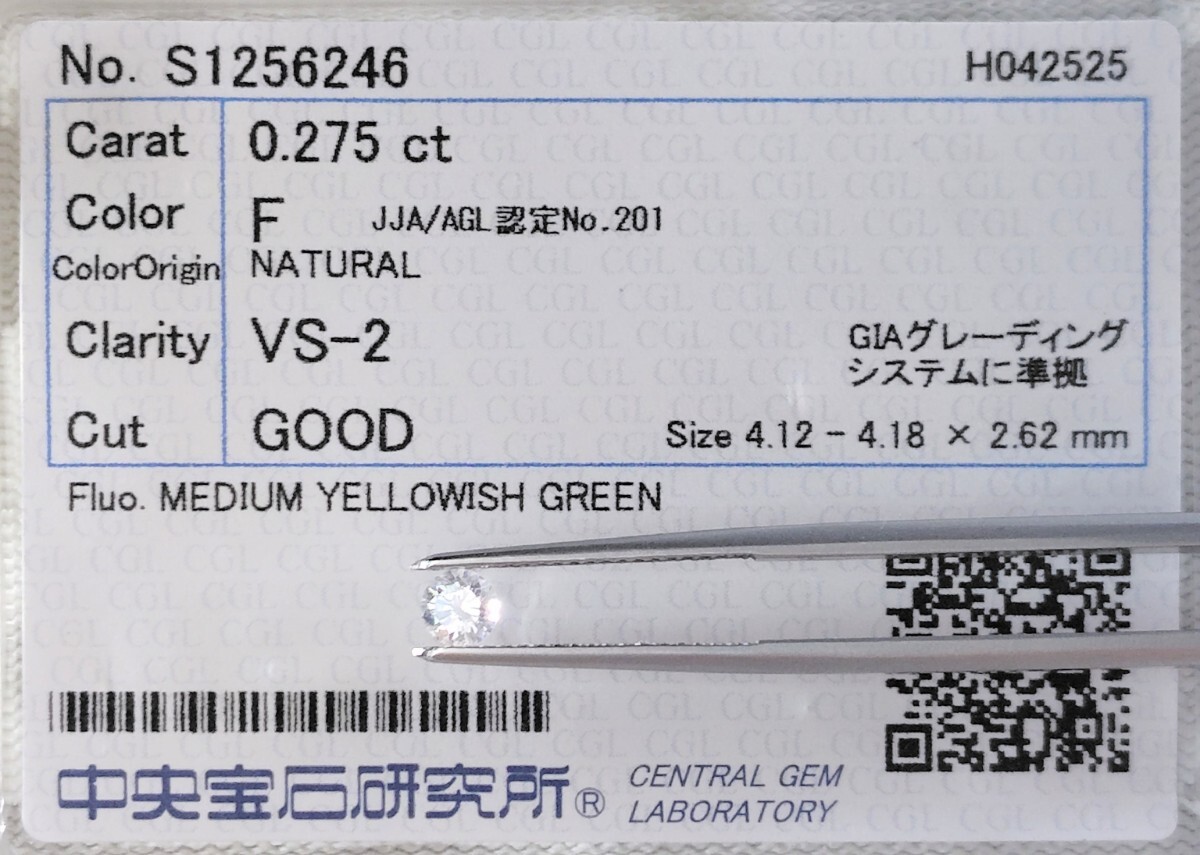 No. S1256246 H042525
Carat 0.275 ct
Color F JJA/AGL認定No.201
ColorOrigin NATURAL
Clarity VS-2 GIAグレーディング
システムに準拠
Cut GOOD Size 4.12 - 4.18 × 2.62 mm
Fluo. MEDIUM YELLOWISH GREEN
中央宝石研究所® CENTRAL GEM
LABORATORY